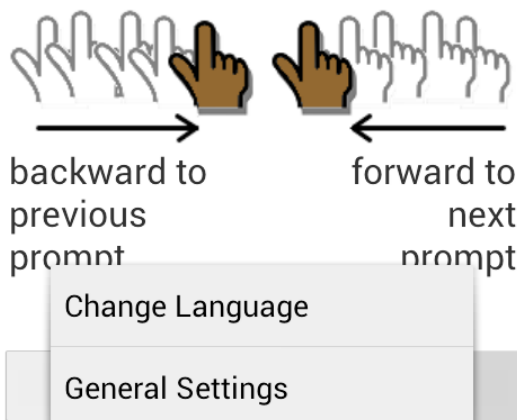 backward to
previous
prompt
forward to
next
prompt
Change Language
General Settings